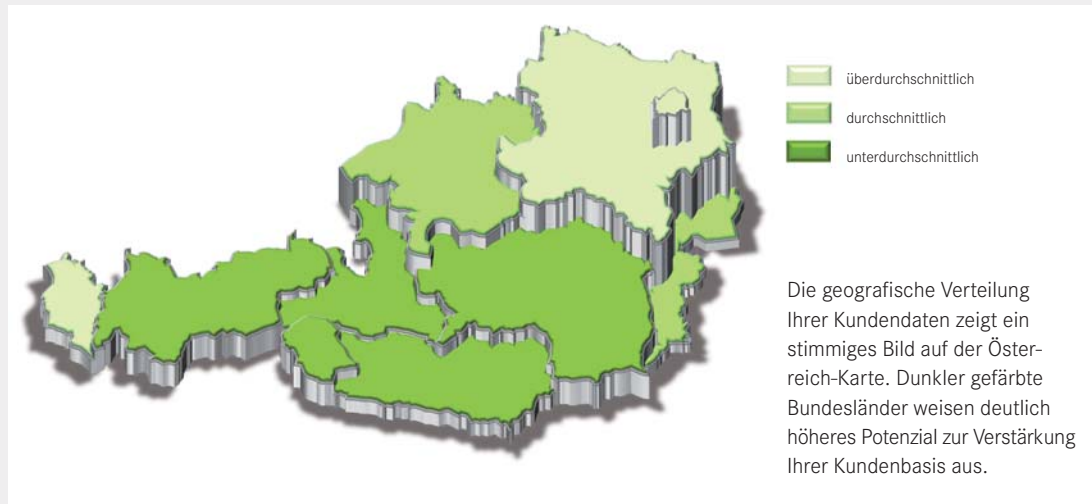 überdurchschnittlich
durchschnittlich
unterdurchschnittlich
Die geografische Verteilung
Ihrer Kundendaten zeigt ein
stimmiges Bild auf der Öster-
reich-Karte. Dunkler gefärbte
Bundesländer weisen deutlich
höheres Potenzial zur Verstärkung
Ihrer Kundenbasis aus.